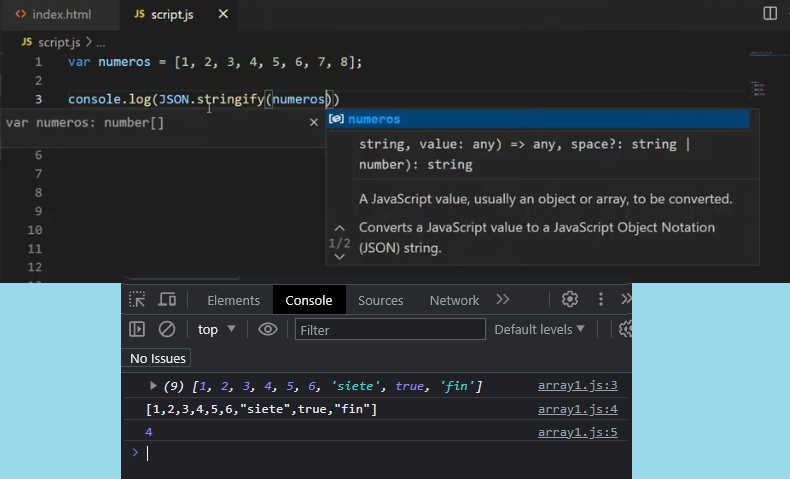 index.html
script.js
script.js > ...
1 var numeros = [1, 2, 3, 4, 5, 6, 7, 8];
2
3 console.log(JSON.stringify(numeros))
var numeros: number[]
numeros
string, value: any) => any, space?: string |
number): string
A JavaScript value, usually an object or array, to be converted.
Converts a JavaScript value to a JavaScript Object Notation
1/2
(JSON) string.
6
7
8
9
10
11
12
Elements Console Sources Network
top Filter Default levels
No Issues
(9) [1, 2, 3, 4, 5, 6, 'siete', true, 'fin'] array1.js:3
[1,2,3,4,5,6,"siete",true,"fin"] array1.js:4
4 array1.js:5